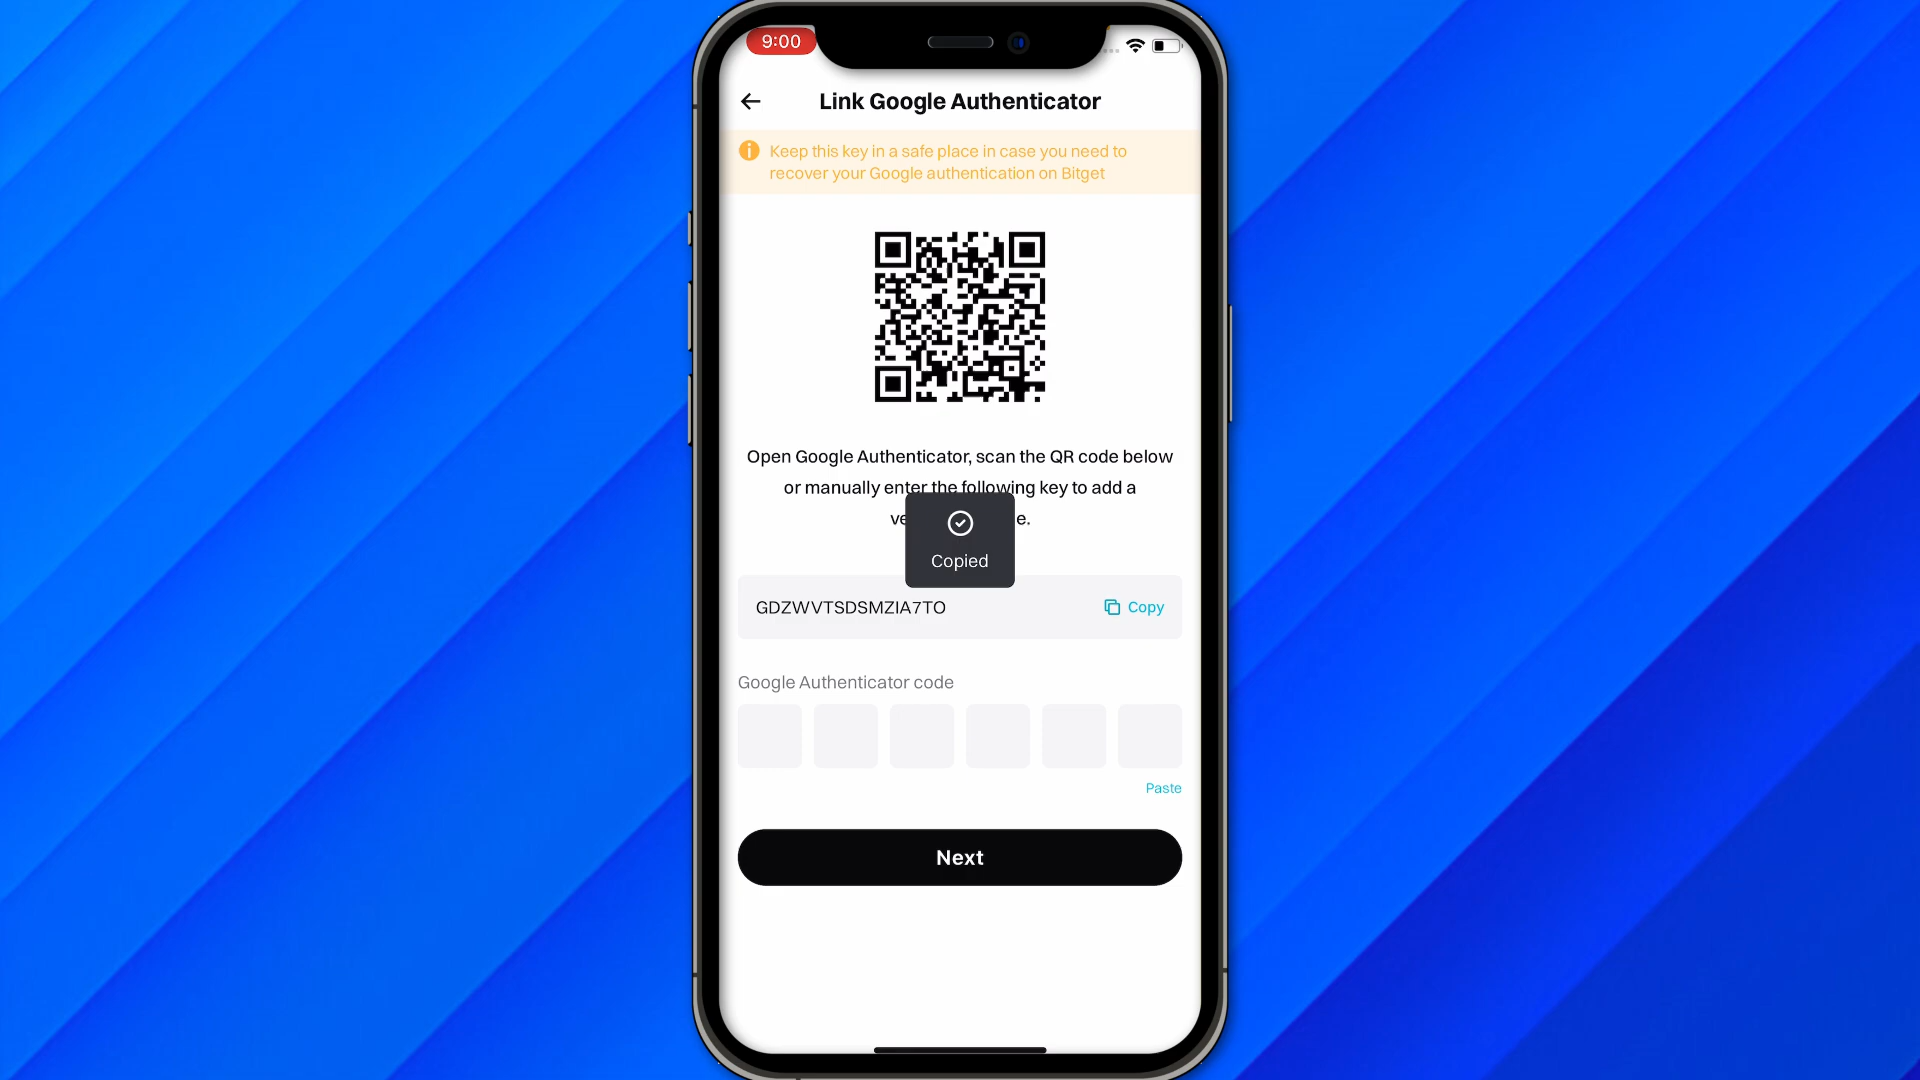 9:00
Link Google Authenticator
Keep this key in a safe place in case you need to
recover your Google authentication on Bitget
Open Google Authenticator, scan the QR code below
or manually enter the following key to add a
ve e.
Copied
GDZWVTSDSMZIA7TO
Copy
Google Authenticator code
Paste
Next